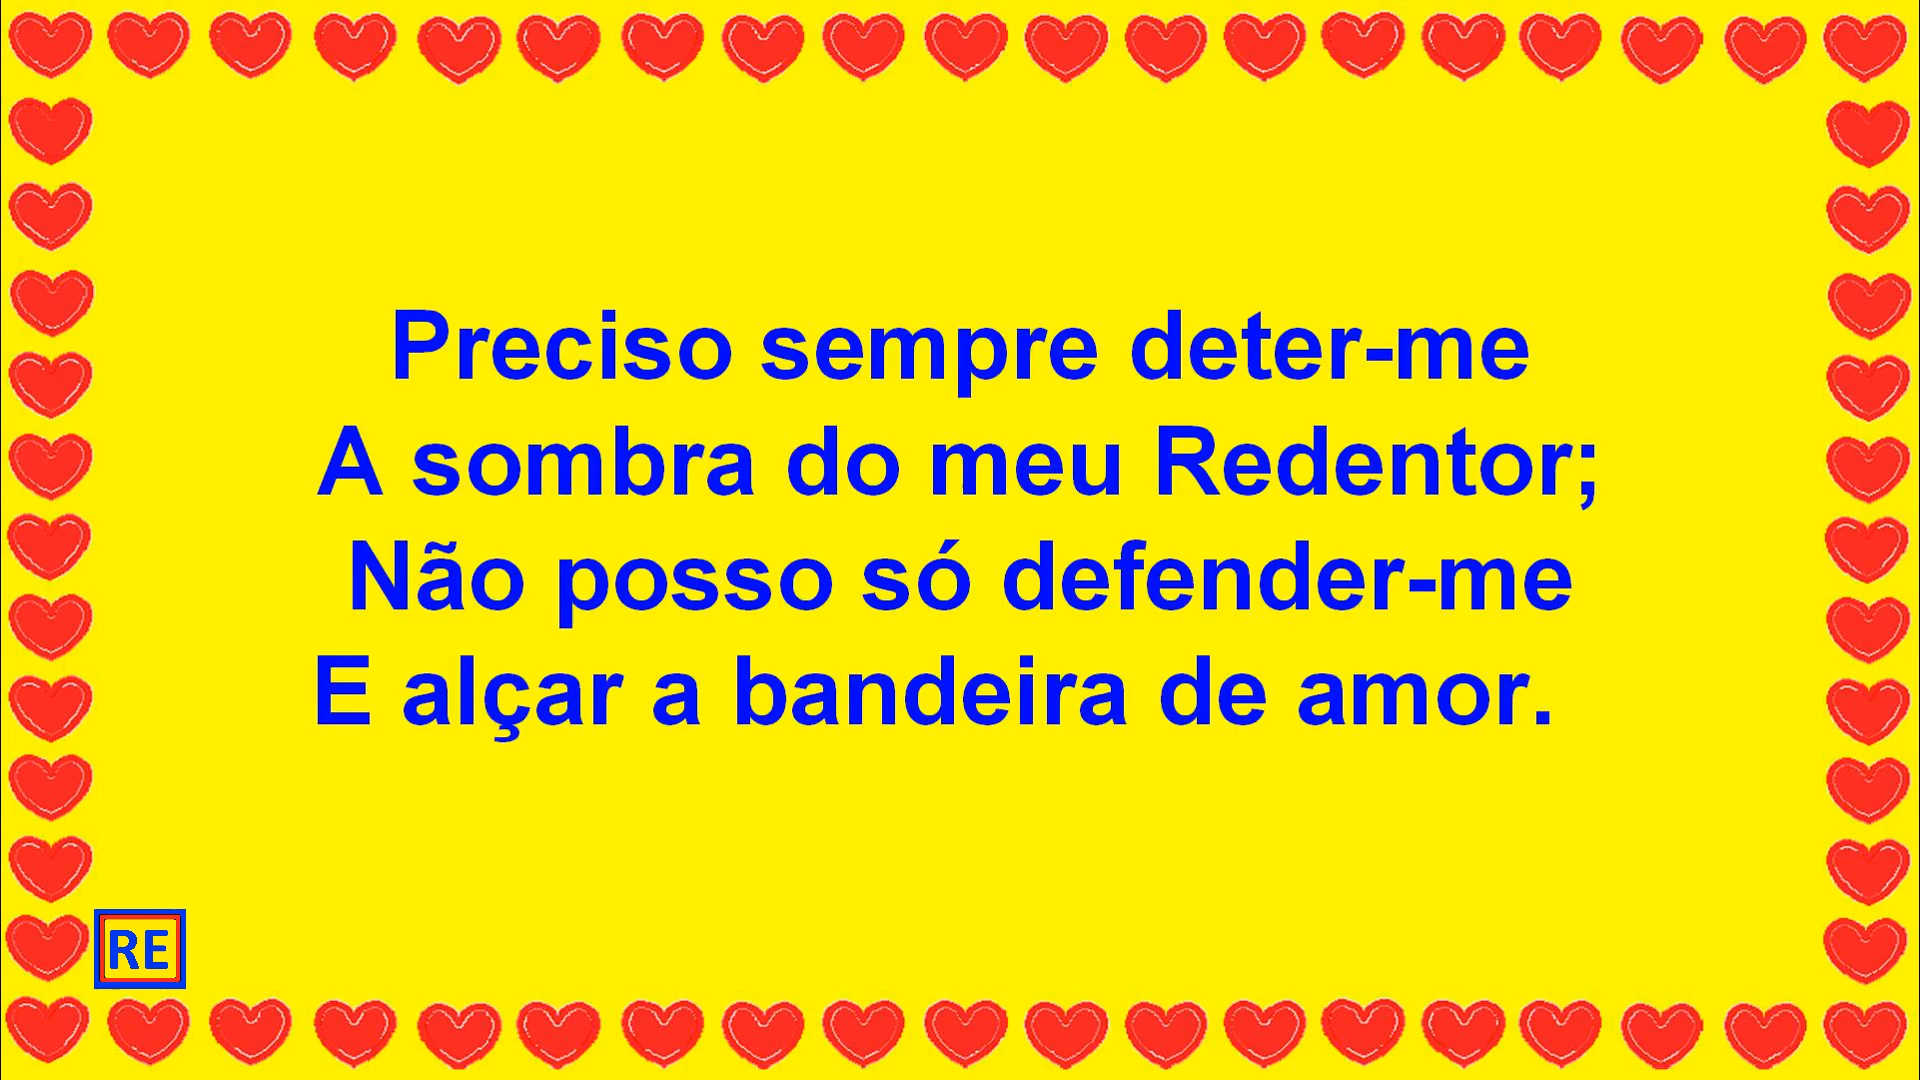 Preciso sempre deter-me
A sombra do meu Redentor;
Não posso só defender-me
E alçar a bandeira de amor.
RE